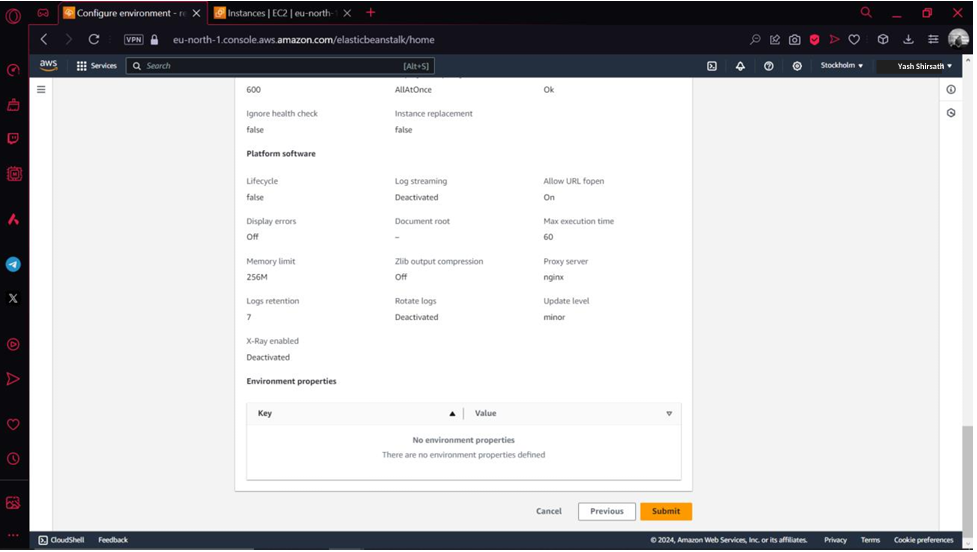 Configure environment - re
Instances | EC2 | eu-north-1
VPN eu-north-1.console.aws.amazon.com/elasticbeanstalk/home
aws Services Search [Alt+S] Stockholm Yash Shirsath
600 AllAtOnce Ok
Ignore health check Instance replacement
false false
Platform software
Lifecycle Log streaming Allow URL fopen
false Deactivated On
Display errors Document root Max execution time
Off – 60
Memory limit Zlib output compression Proxy server
256M Off nginx
Logs retention Rotate logs Update level
7 Deactivated minor
X-Ray enabled
Deactivated
Environment properties
Key Value
No environment properties
There are no environment properties defined
Cancel Previous Submit
CloudShell Feedback © 2024, Amazon Web Services, Inc. or its affiliates. Privacy Terms Cookie preferences